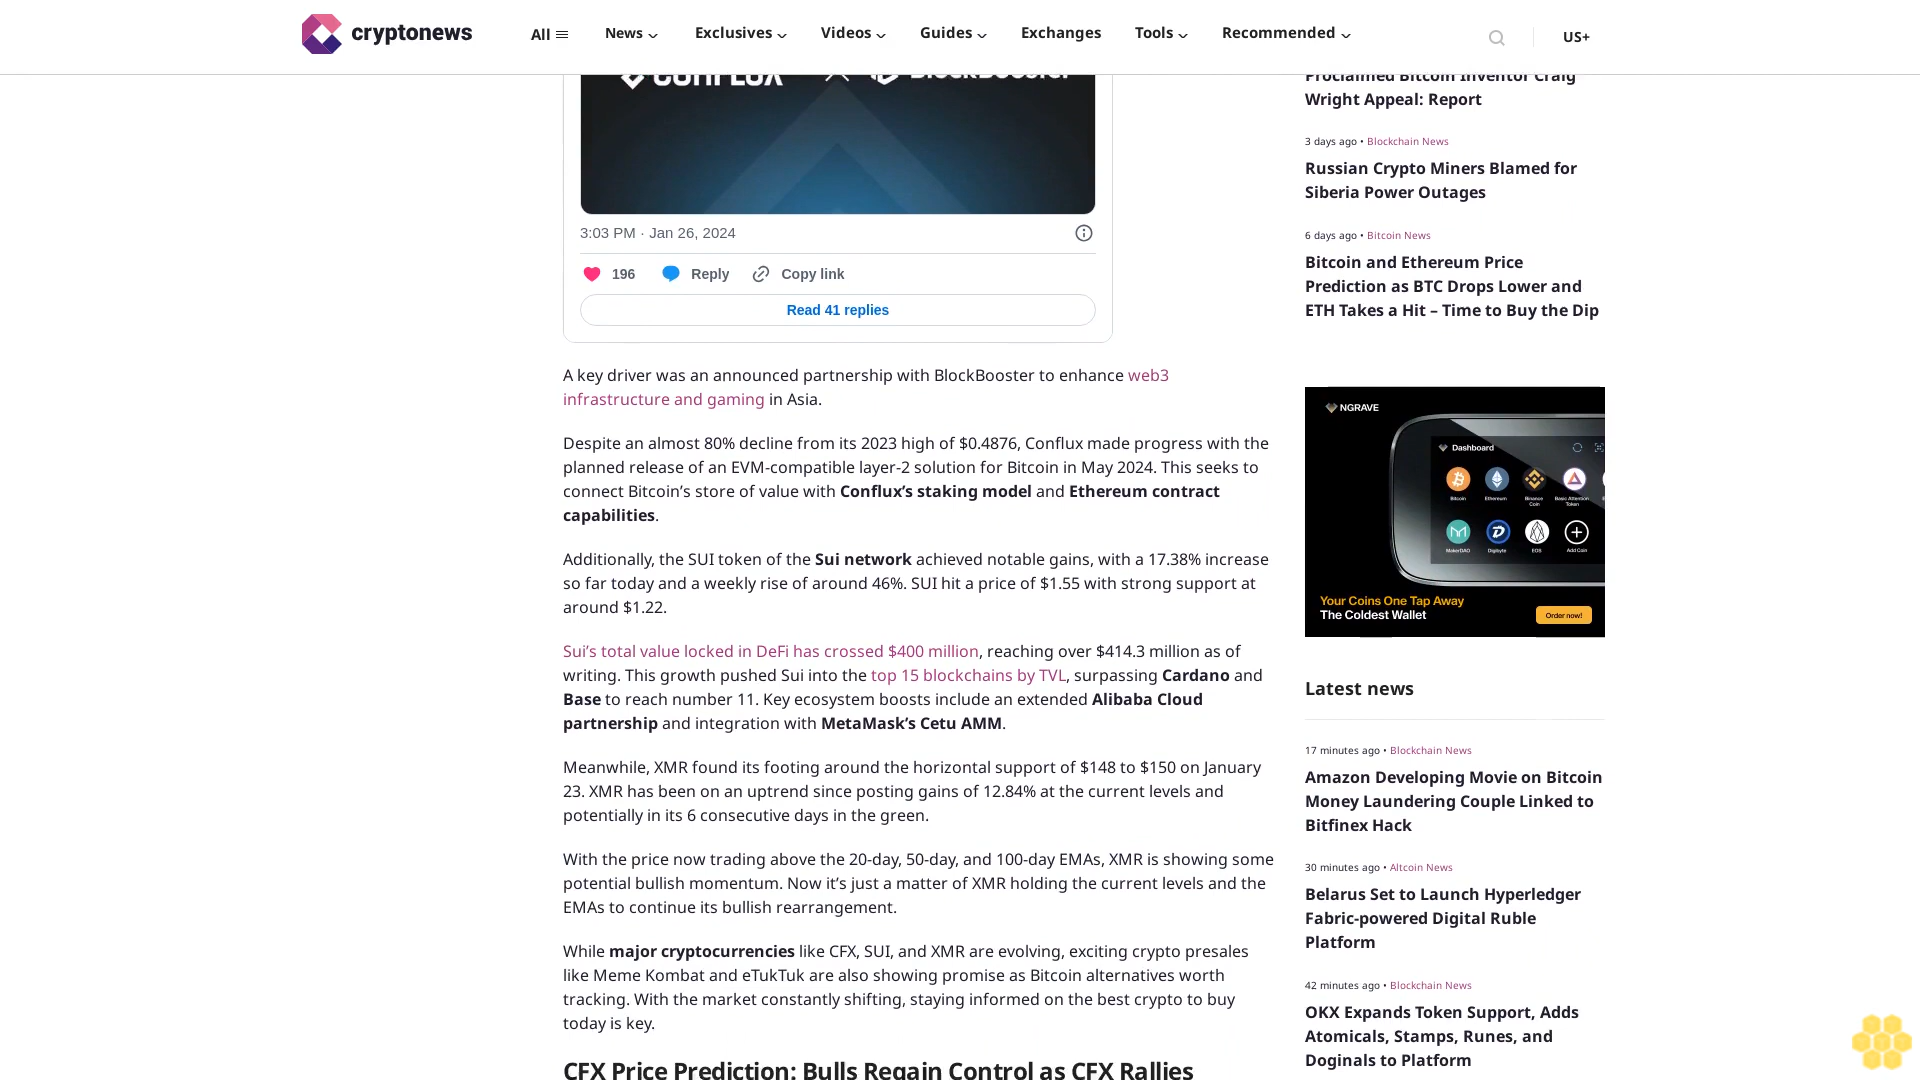 cryptonews
All
News
Exclusives
Videos
Guides
Exchanges
Tools
Recommended
US+
3:03 PM · Jan 26, 2024
196
Reply
Copy link
Read 41 replies
A key driver was an announced partnership with BlockBooster to enhance web3
infrastructure and gaming in Asia.
Despite an almost 80% decline from its 2023 high of $0.4876, Conflux made progress with the
planned release of an EVM-compatible layer-2 solution for Bitcoin in May 2024. This seeks to
connect Bitcoin’s store of value with Conflux’s staking model and Ethereum contract
capabilities.
Additionally, the SUI token of the Sui network achieved notable gains, with a 17.38% increase
so far today and a weekly rise of around 46%. SUI hit a price of $1.55 with strong support at
around $1.22.
Sui’s total value locked in DeFi has crossed $400 million, reaching over $414.3 million as of
writing. This growth pushed Sui into the top 15 blockchains by TVL, surpassing Cardano and
Base to reach number 11. Key ecosystem boosts include an extended Alibaba Cloud
partnership and integration with MetaMask’s Cetu AMM.
Meanwhile, XMR found its footing around the horizontal support of $148 to $150 on January
23. XMR has been on an uptrend since posting gains of 12.84% at the current levels and
potentially in its 6 consecutive days in the green.
With the price now trading above the 20-day, 50-day, and 100-day EMAs, XMR is showing some
potential bullish momentum. Now it’s just a matter of XMR holding the current levels and the
EMAs to continue its bullish rearrangement.
While major cryptocurrencies like CFX, SUI, and XMR are evolving, exciting crypto presales
like Meme Kombat and eTukTuk are also showing promise as Bitcoin alternatives worth
tracking. With the market constantly shifting, staying informed on the best crypto to buy
today is key.
CFX Price Prediction: Bulls Regain Control as CFX Rallies
Proclaimed Bitcoin Inventor Craig
Wright Appeal: Report
3 days ago • Blockchain News
Russian Crypto Miners Blamed for
Siberia Power Outages
6 days ago • Bitcoin News
Bitcoin and Ethereum Price
Prediction as BTC Drops Lower and
ETH Takes a Hit – Time to Buy the Dip
NGRAVE
Dashboard
Bitcoin
Ethereum
Binance Coin
Basic Attention Token
MakerDAO
Digibyte
EOS
Add Coin
Your Coins One Tap Away
The Coldest Wallet
Order now!
Latest news
17 minutes ago • Blockchain News
Amazon Developing Movie on Bitcoin
Money Laundering Couple Linked to
Bitfinex Hack
30 minutes ago • Altcoin News
Belarus Set to Launch Hyperledger
Fabric-powered Digital Ruble
Platform
42 minutes ago • Blockchain News
OKX Expands Token Support, Adds
Atomicals, Stamps, Runes, and
Doginals to Platform